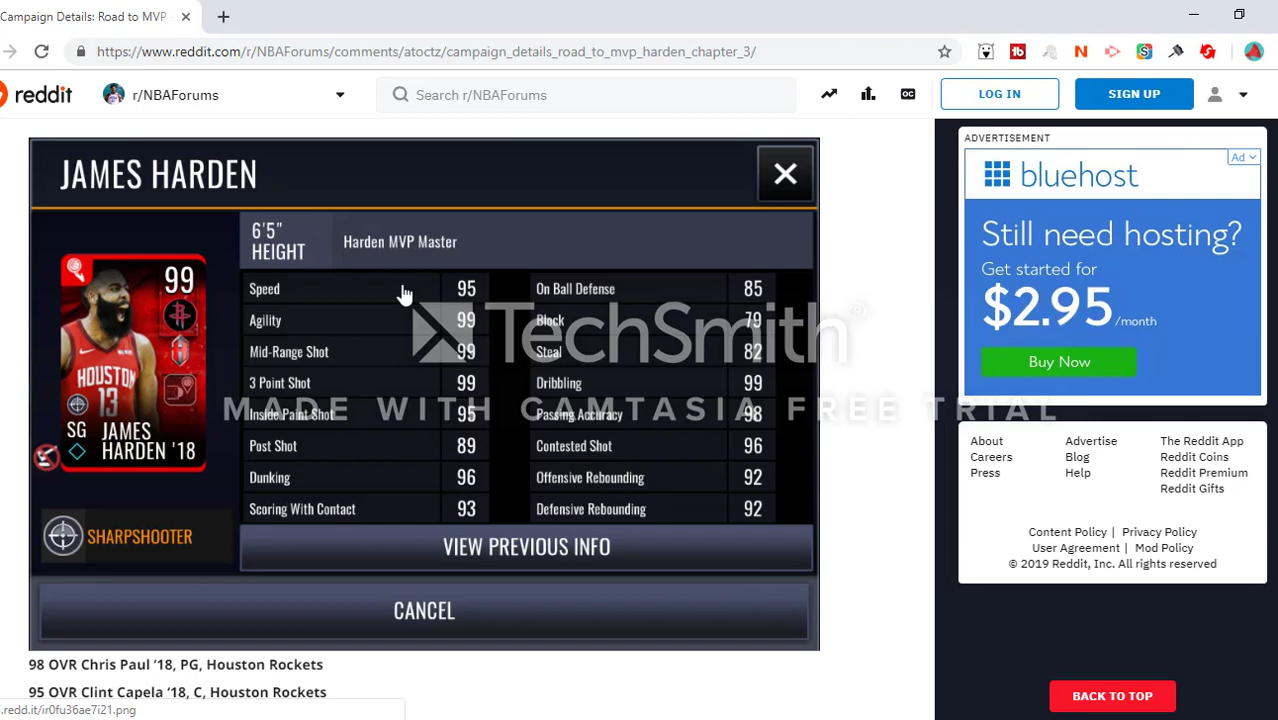 Campaign Details: Road to MVP
https://www.reddit.com/r/NBAForums/comments/atoctz/campaign_details_road_to_mvp_harden_chapter_3/
reddit
r/NBAForums
Search r/NBAForums
LOG IN
SIGN UP
JAMES HARDEN
6'5"
HEIGHT
Harden MVP Master
99
HOUSTON
13
SG
JAMES
HARDEN '18
SHARPSHOOTER
Speed 95
Agility 99
Mid-Range Shot 99
3 Point Shot 99
Inside Paint Shot 95
Post Shot 89
Dunking 96
Scoring With Contact 93
On Ball Defense 85
Block 79
Steal 82
Dribbling 99
Passing Accuracy 98
Contested Shot 96
Offensive Rebounding 92
Defensive Rebounding 92
VIEW PREVIOUS INFO
CANCEL
TechSmith®
MADE WITH CAMTASIA FREE TRIAL
98 OVR Chris Paul '18, PG, Houston Rockets
95 OVR Clint Capela '18, C, Houston Rockets
.redd.it/ir0fu36ae7i21.png
ADVERTISEMENT
Ad
bluehost
Still need hosting?
Get started for
$2.95/month
Buy Now
About Advertise The Reddit App
Careers Blog Reddit Coins
Press Help Reddit Premium
Reddit Gifts
Content Policy | Privacy Policy
User Agreement | Mod Policy
© 2019 Reddit, Inc. All rights reserved
BACK TO TOP